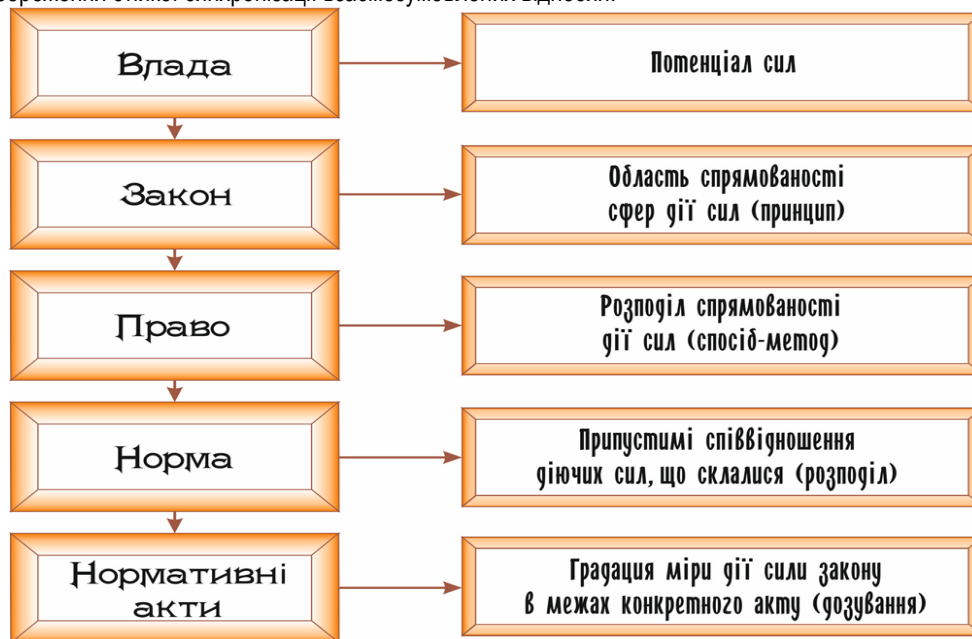 стійкої синхронізації взаємообумовлених відносин.
Влада
Потенціал сил
Закон
Область спрямованості
сфер дії сил (принцип)
Право
Розподіл спрямованості
дії сил (спосіб-метод)
Норма
Припустимі співвідношення
діючих сил, що склалися (розподіл)
Нормативні
акти
Градация міри дії сили закону
в межах конкретного акту (дозування)